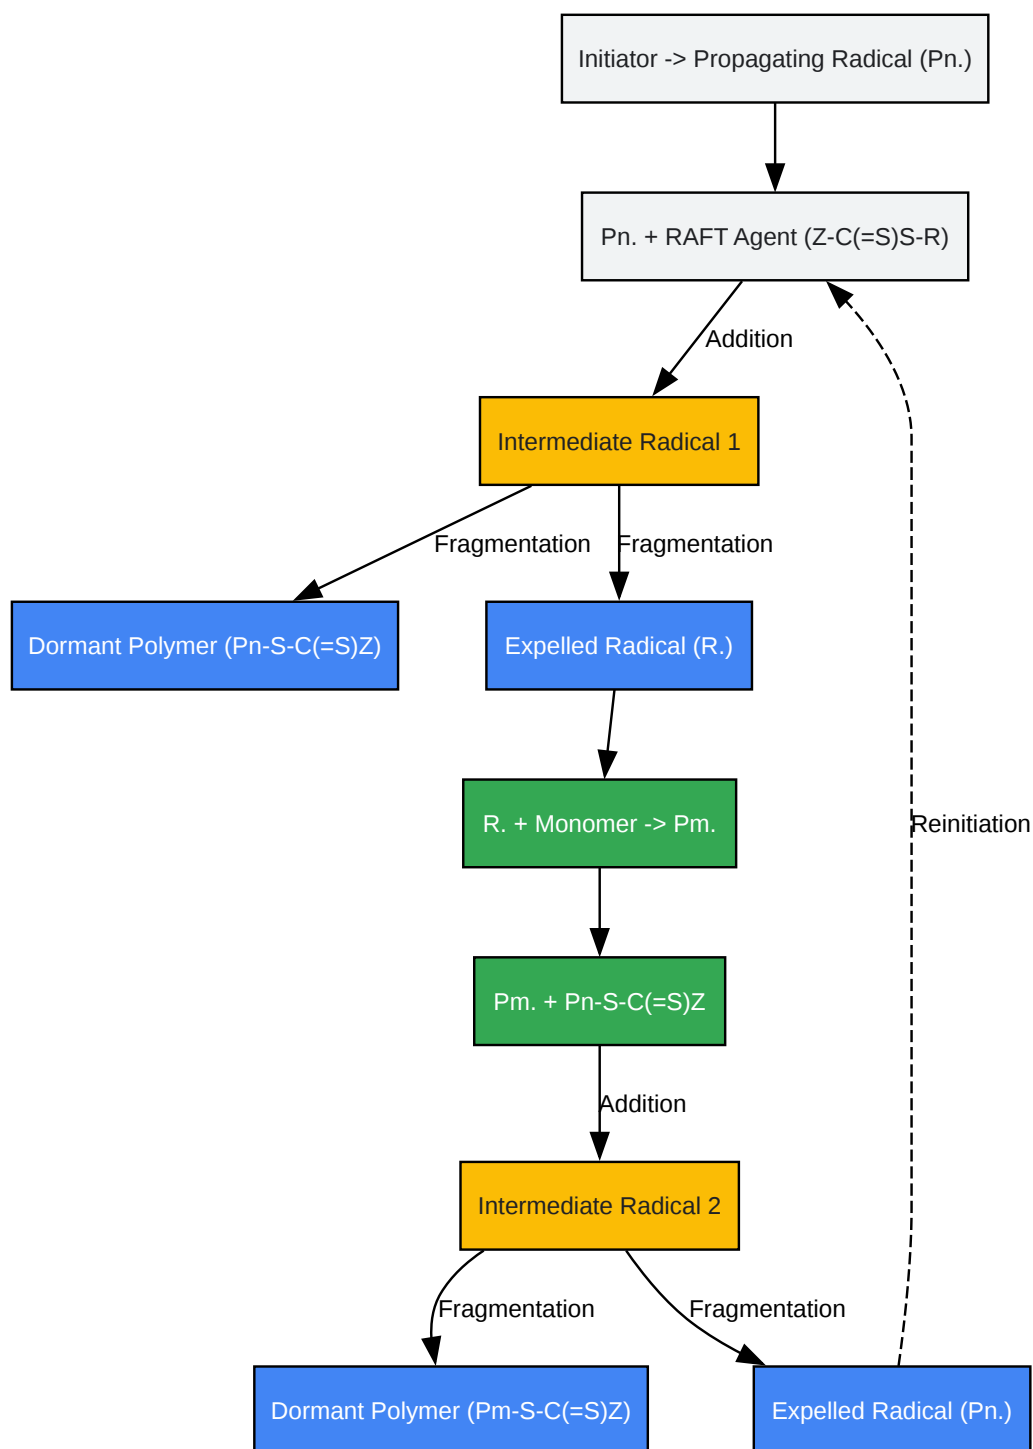 Initiator -> Propagating Radical (Pn.)
Pn. + RAFT Agent (Z-C(=S)S-R)
Addition
Intermediate Radical 1
Fragmentation
Fragmentation
Dormant Polymer (Pn-S-C(=S)Z)
Expelled Radical (R.)
R. + Monomer -> Pm.
Reinitiation
Pm. + Pn-S-C(=S)Z
Addition
Intermediate Radical 2
Fragmentation
Fragmentation
Dormant Polymer (Pm-S-C(=S)Z)
Expelled Radical (Pn.)